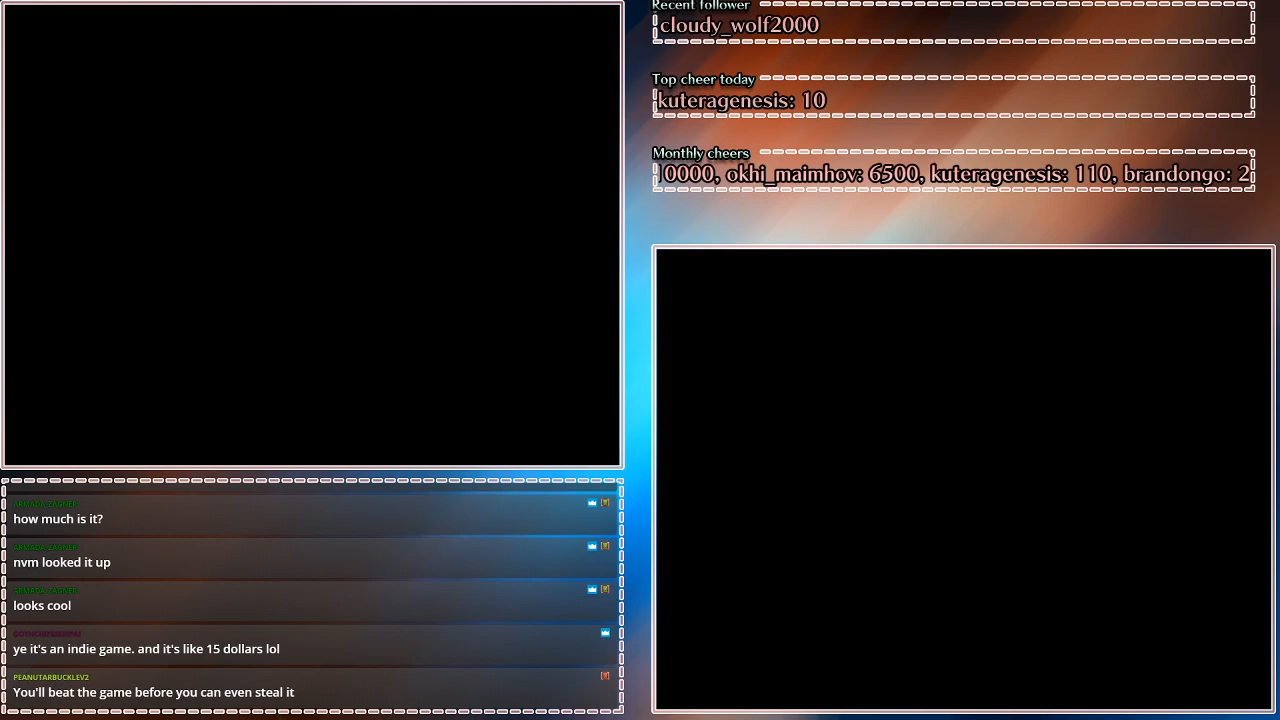 Recent follower
cloudy_wolf2000
Top cheer today
kuteragenesis: 10
Monthly cheers
10000, okhi_maimhov: 6500, kuteragenesis: 110, brandongo: 2
how much is it?
nvm looked it up
looks cool
ye it's an indie game. and it's like 15 dollars lol
PEANUTARBUCKLEV2
You'll beat the game before you can even steal it